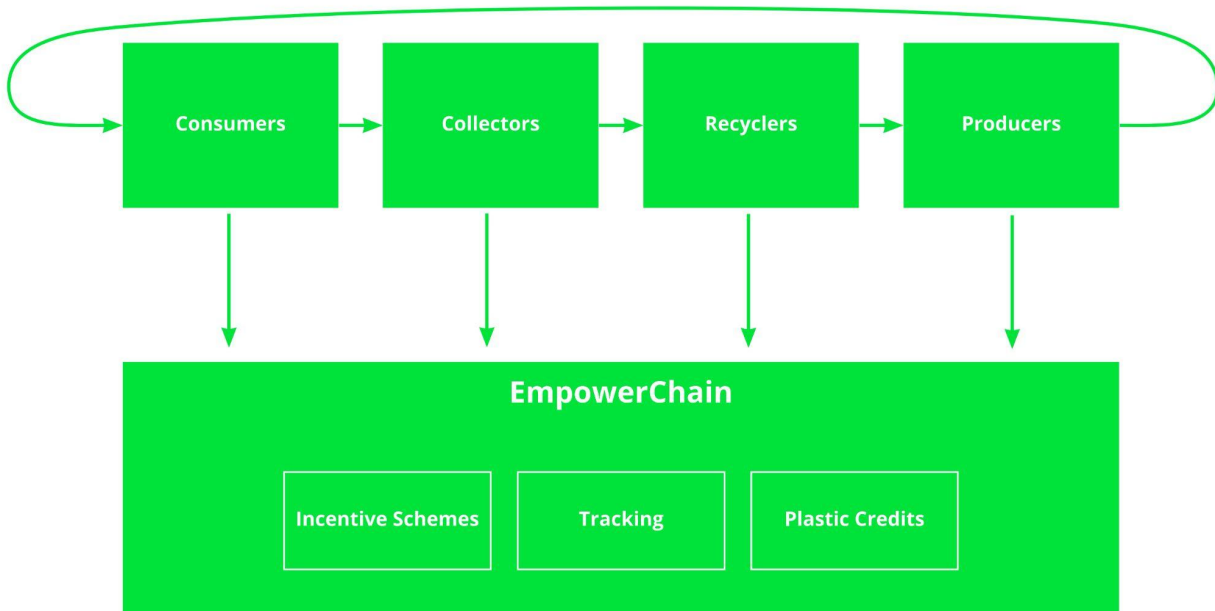 Consumers
Collectors
Recyclers
Producers
EmpowerChain
Incentive Schemes
Tracking
Plastic Credits